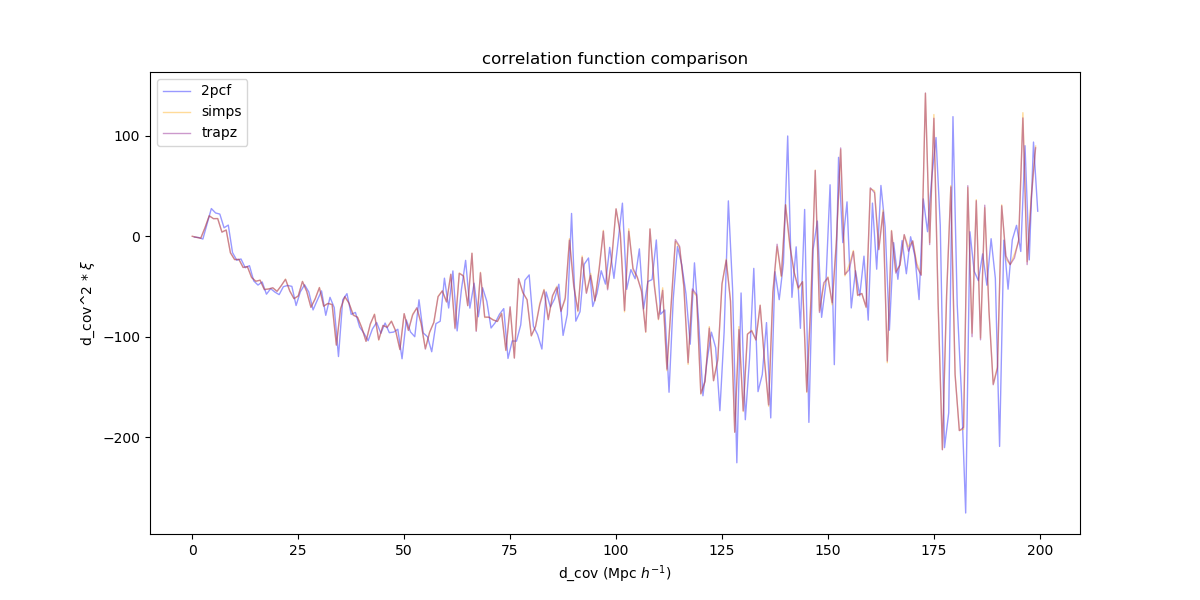 correlation function comparison
2pcf
simps
trapz
100
0
−100
−200
d_cov^2 * ξ
0 25 50 75 100 125 150 175 200
d_cov (Mpc h⁻¹)